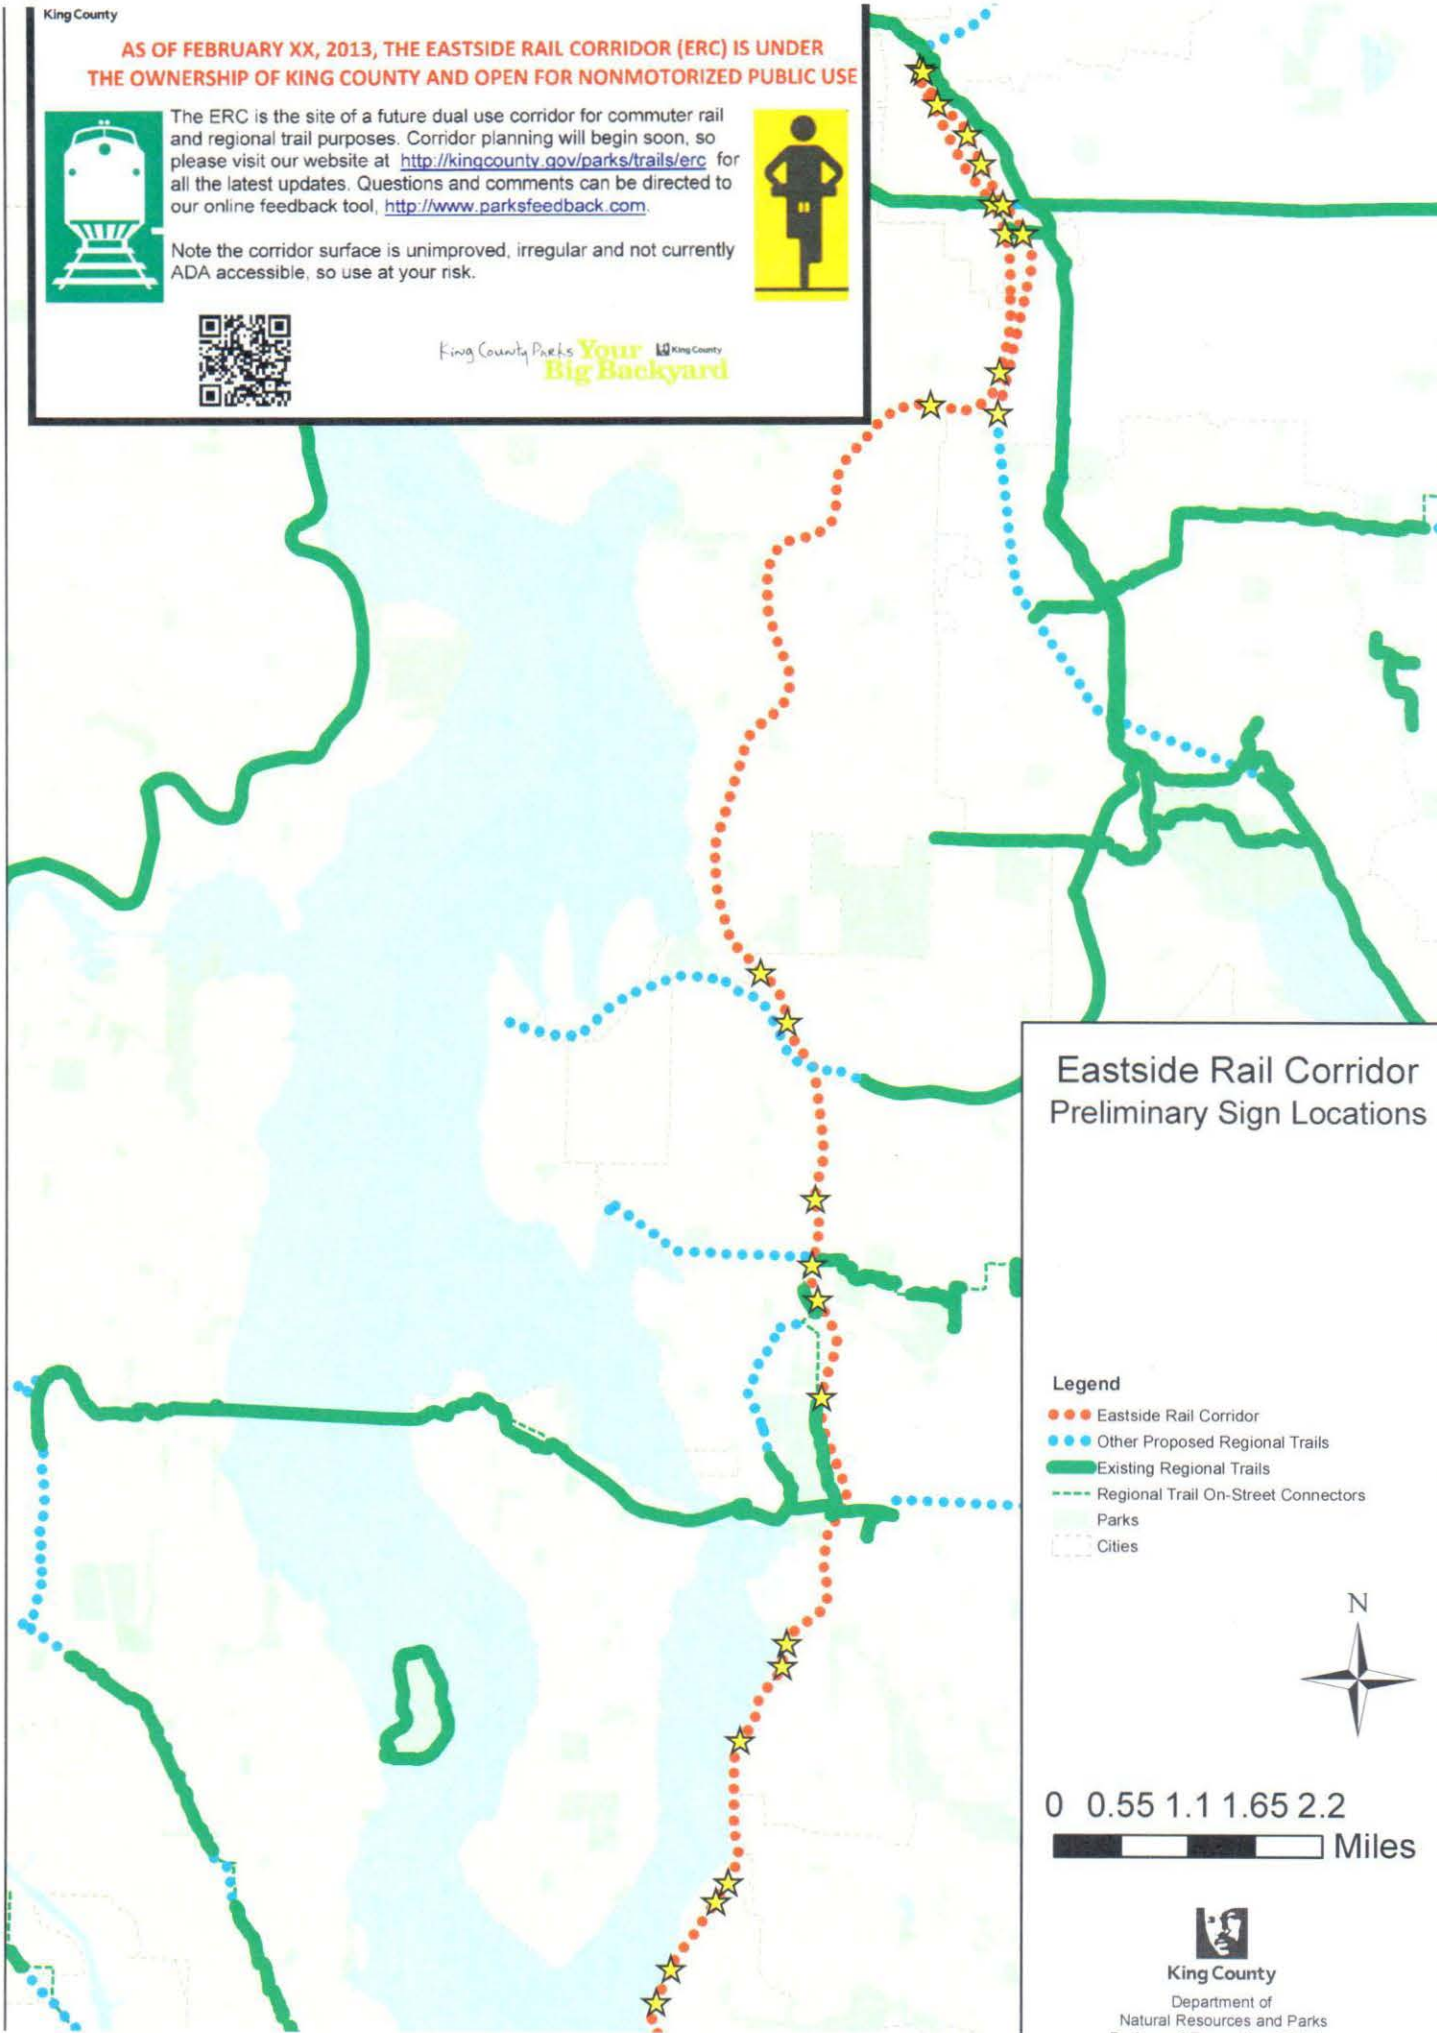 King County
AS OF FEBRUARY XX, 2013, THE EASTSIDE RAIL CORRIDOR (ERC) IS UNDER
THE OWNERSHIP OF KING COUNTY AND OPEN FOR NONMOTORIZED PUBLIC USE
The ERC is the site of a future dual use corridor for commuter rail
and regional trail purposes. Corridor planning will begin soon, so
please visit our website at http://kingcounty.gov/parks/trails/erc for
all the latest updates. Questions and comments can be directed to
our online feedback tool, http://www.parksfeedback.com.
Note the corridor surface is unimproved, irregular and not currently
ADA accessible, so use at your risk.
King County Parks Your King County
Big Backyard
Eastside Rail Corridor
Preliminary Sign Locations
Legend
Eastside Rail Corridor
Other Proposed Regional Trails
Existing Regional Trails
Regional Trail On-Street Connectors
Parks
Cities
N
0 0.55 1.1 1.65 2.2
Miles
King County
Department of
Natural Resources and Parks